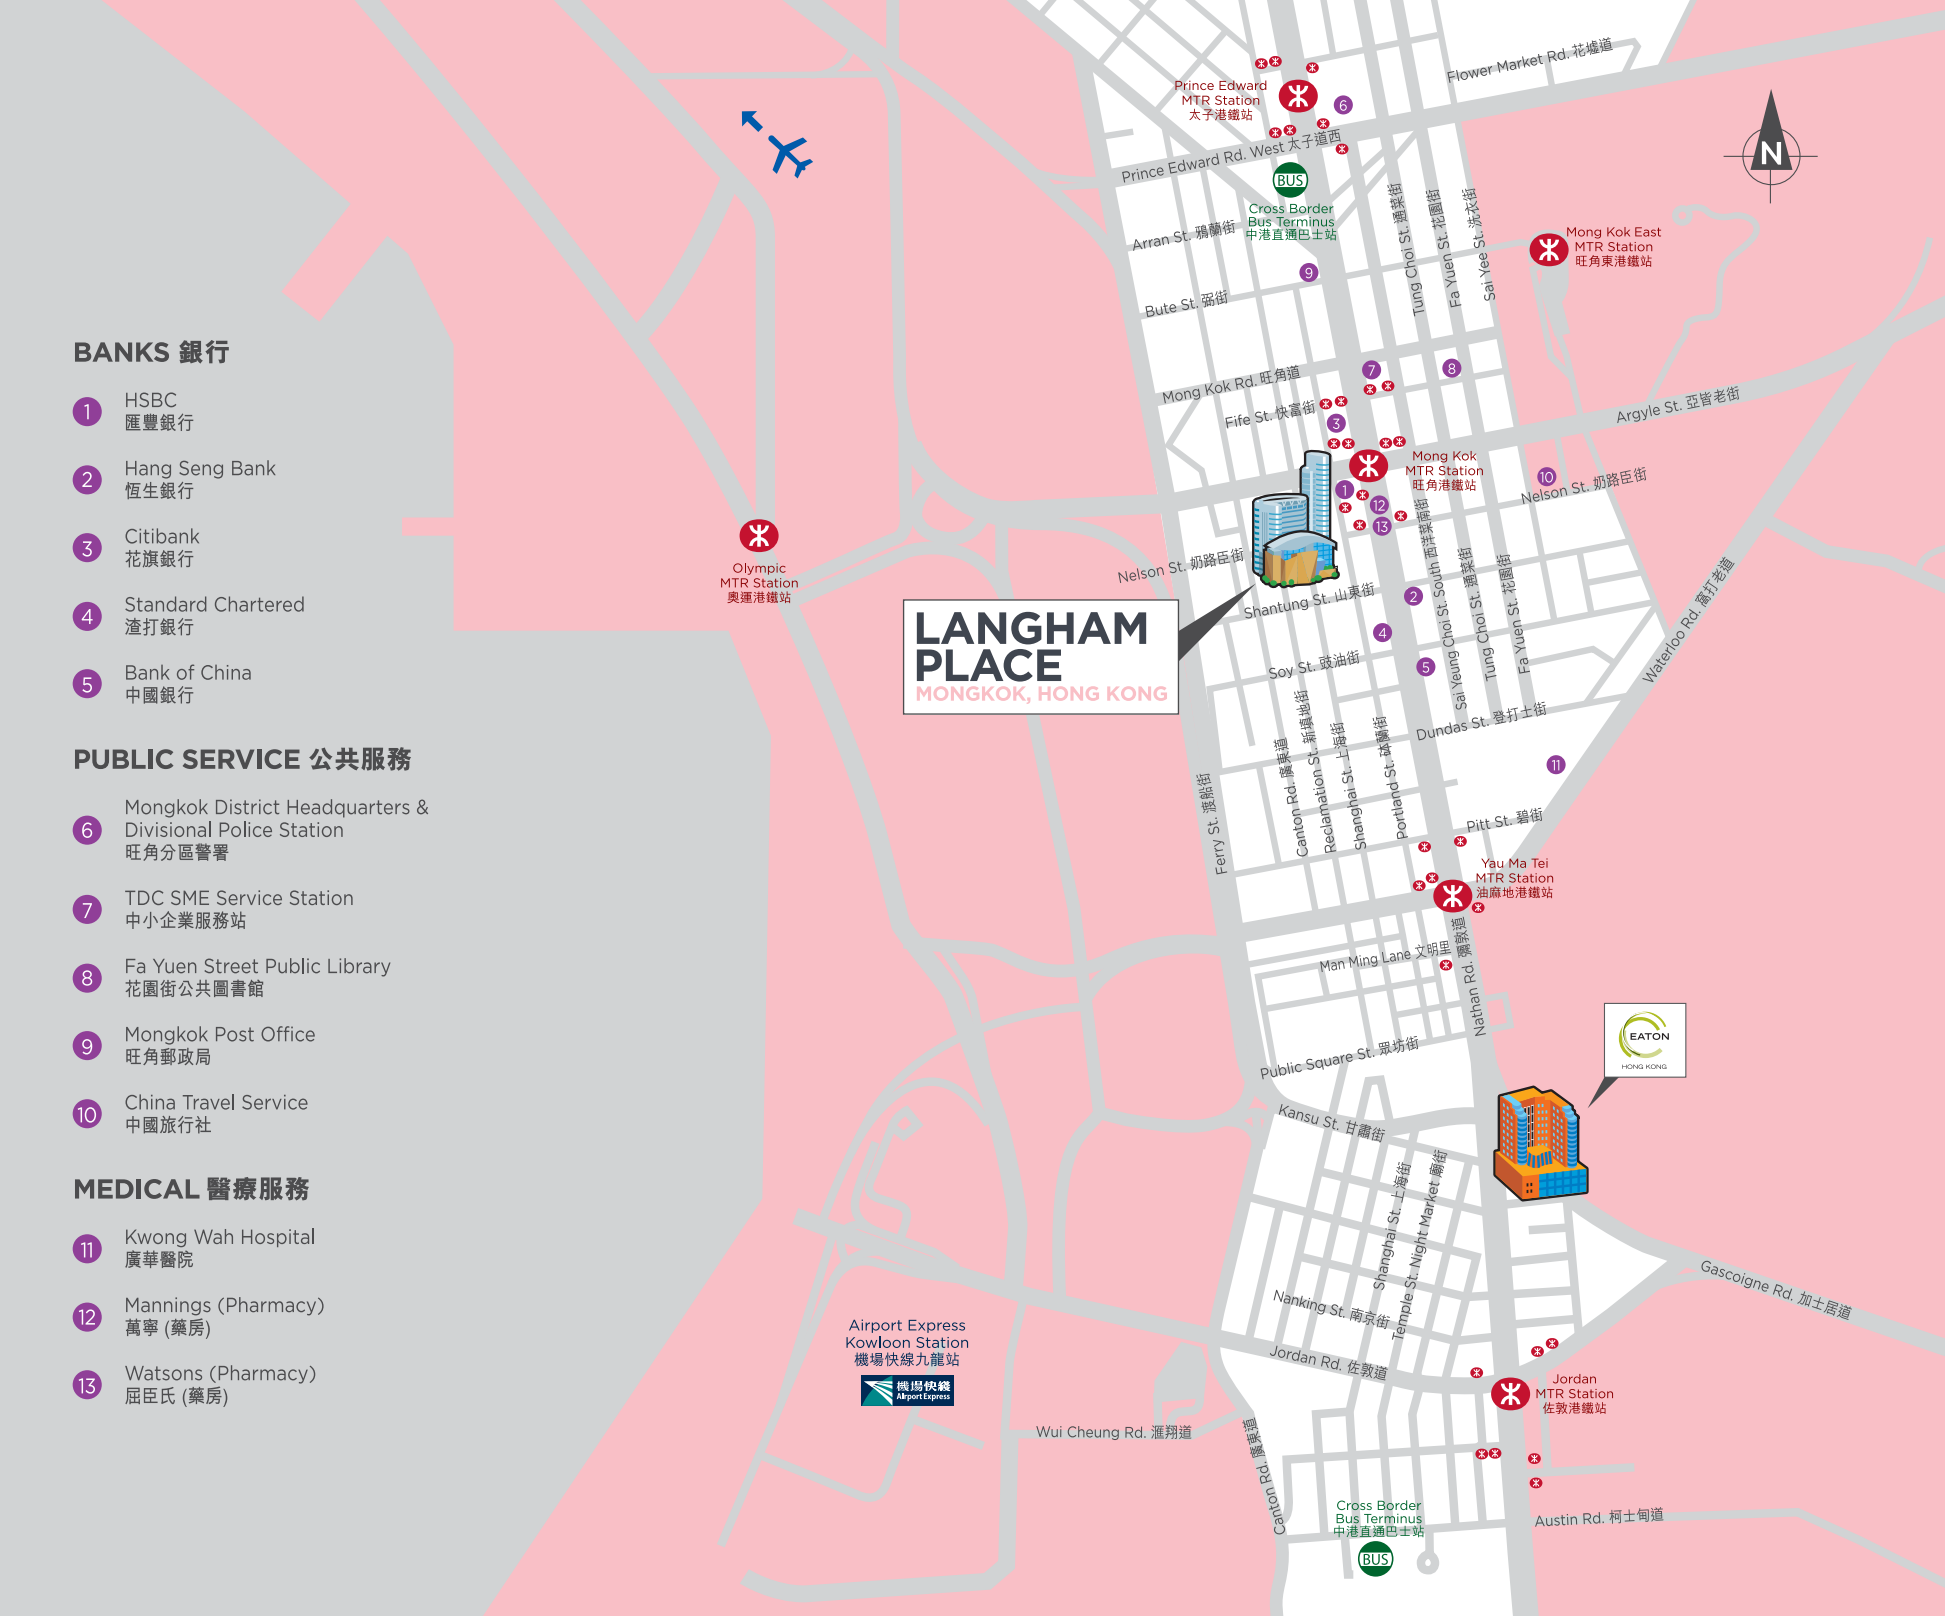 BANKS 銀行
1
HSBC
匯豐銀行
2
Hang Seng Bank
恆生銀行
3
Citibank
花旗銀行
4
Standard Chartered
渣打銀行
5
Bank of China
中國銀行
PUBLIC SERVICE 公共服務
6
Mongkok District Headquarters &
Divisional Police Station
旺角分區警署
7
TDC SME Service Station
中小企業服務站
8
Fa Yuen Street Public Library
花園街公共圖書館
9
Mongkok Post Office
旺角郵政局
10
China Travel Service
中國旅行社
MEDICAL 醫療服務
11
Kwong Wah Hospital
廣華醫院
12
Mannings (Pharmacy)
萬寧 (藥房)
13
Watsons (Pharmacy)
屈臣氏 (藥房)
Flower Market Rd. 花墟道
Prince Edward
MTR Station
太子港鐵站
6
N
Prince Edward Rd. West 太子道西
BUS
Cross Border
Bus Terminus
中港直通巴士站
Tung Choi St. 通菜街
Fa Yuen St. 花園街
Sai Yee St. 洗衣街
Arran St. 鴉蘭街
Mong Kok East
MTR Station
旺角東港鐵站
9
Bute St. 弼街
Mong Kok Rd. 旺角道
7
8
Fife St. 快富街
3
Argyle St. 亞皆老街
Mong Kok
MTR Station
旺角港鐵站
1
12
13
10
Nelson St. 奶路臣街
Olympic
MTR Station
奧運港鐵站
Nelson St. 奶路臣街
Sai Yeung Choi St. South 西洋菜南街
Tung Choi St. 通菜街
Fa Yuen St. 花園街
Waterloo Rd. 窩打老道
Shantung St. 山東街
2
LANGHAM
PLACE
MONGKOK, HONG KONG
4
Soy St. 豉油街
5
Dundas St. 登打士街
11
Ferry St. 渡船街
Canton Rd. 廣東道
Reclamation St. 新填地街
Shanghai St. 上海街
Portland St. 砵蘭街
Pitt St. 碧街
Yau Ma Tei
MTR Station
油麻地港鐵站
Man Ming Lane 文明里
Nathan Rd. 彌敦道
EATON
HONG KONG
Public Square St. 眾坊街
Kansu St. 甘肅街
Shanghai St. 上海街
Temple St. Night Market 廟街
Gascoigne Rd. 加士居道
Nanking St. 南京街
Airport Express
Kowloon Station
機場快線九龍站
機場快綫
Airport Express
Jordan Rd. 佐敦道
Jordan
MTR Station
佐敦港鐵站
Wui Cheung Rd. 滙翔道
Canton Rd. 廣東道
Cross Border
Bus Terminus
中港直通巴士站
BUS
Austin Rd. 柯士甸道